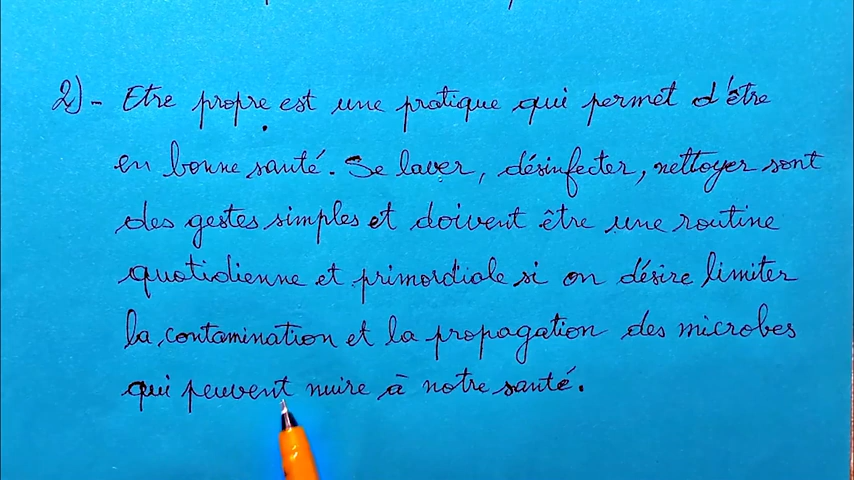 2)- Etre propre est une pratique qui permet d'être
en bonne santé. Se laver, désinfecter, nettoyer sont
des gestes simples et doivent être une routine
quotidienne et primordiale si on désire limiter
la contamination et la propagation des microbes
qui peuvent nuire à notre santé.